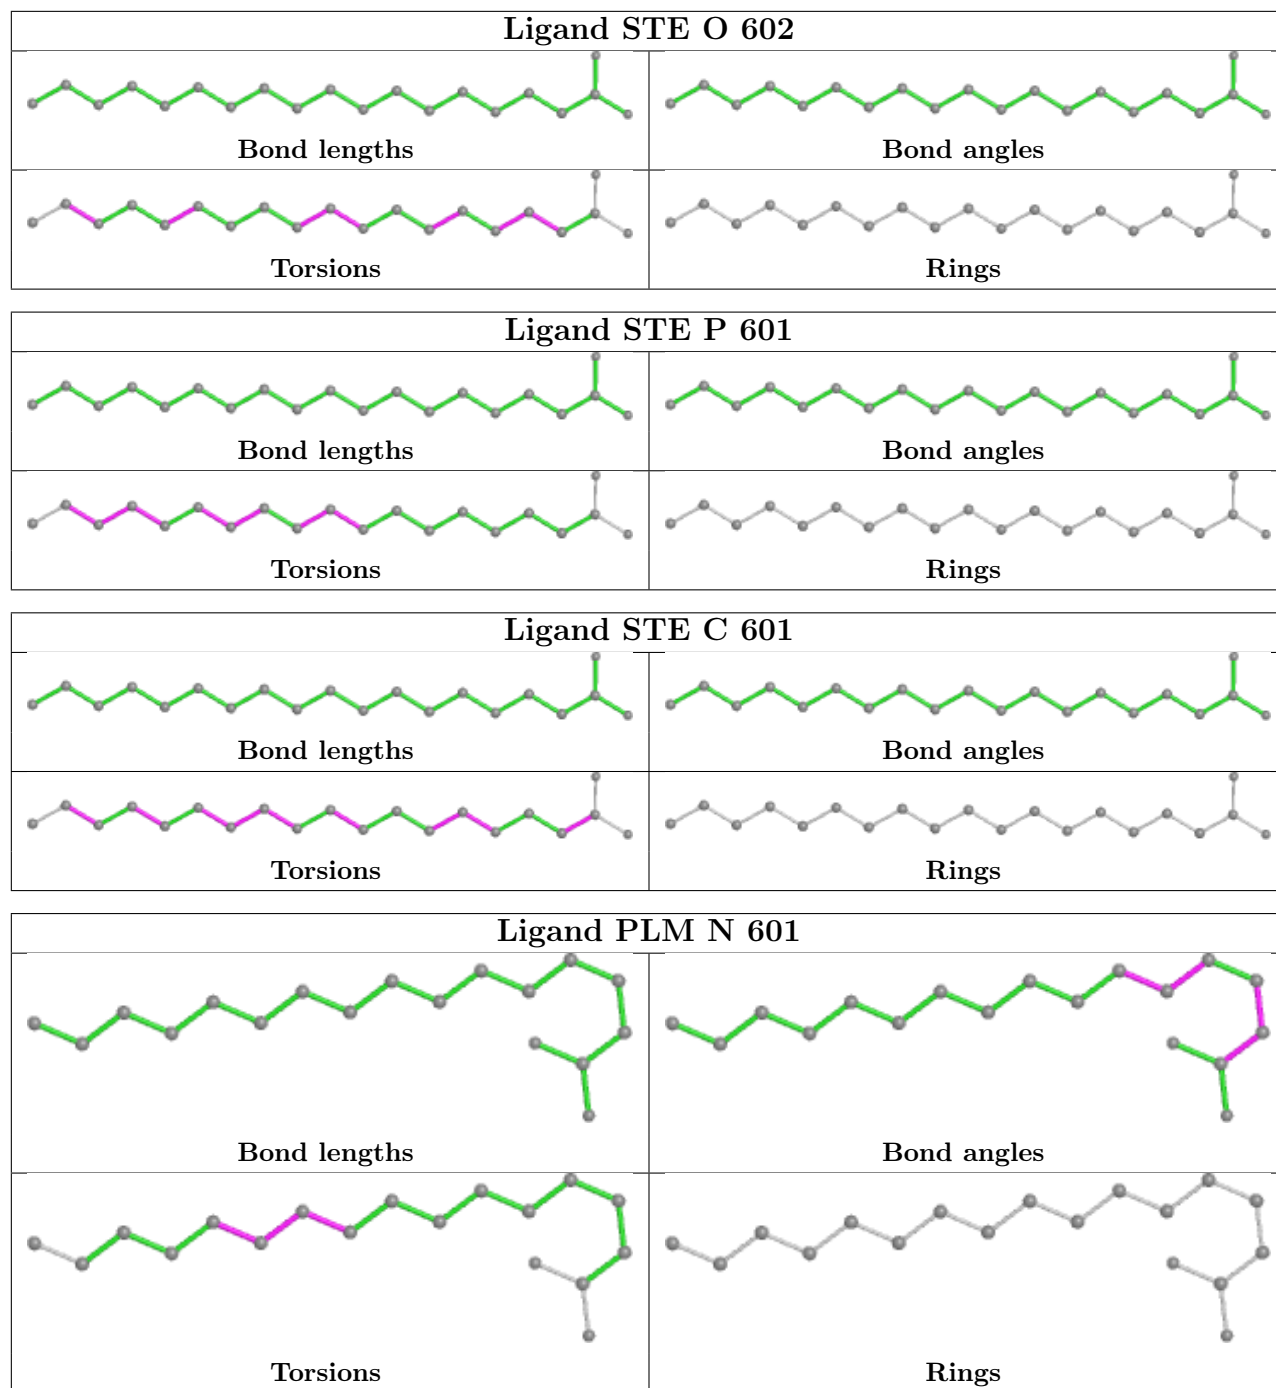 Ligand STE O 602
Bond lengths
Bond angles
Torsions
Rings
Ligand STE P 601
Bond lengths
Bond angles
Torsions
Rings
Ligand STE C 601
Bond lengths
Bond angles
Torsions
Rings
Ligand PLM N 601
Bond lengths
Bond angles
Torsions
Rings